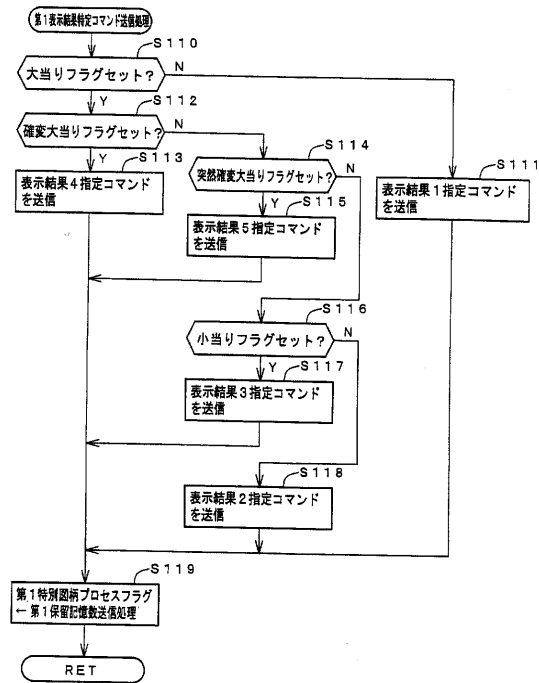 第1表示結果特定コマンド送信処理
S110
大当りフラグセット?
N
Y
S112
確変大当りフラグセット?
N
Y
S113
表示結果4指定コマンド
を送信
S114
突然確変大当りフラグセット?
N
Y
S115
表示結果5指定コマンド
を送信
S111
表示結果1指定コマンド
を送信
S116
小当りフラグセット?
N
Y
S117
表示結果3指定コマンド
を送信
S118
表示結果2指定コマンド
を送信
S119
第1特別図柄プロセスフラグ
←第1保留記憶数送信処理
RET